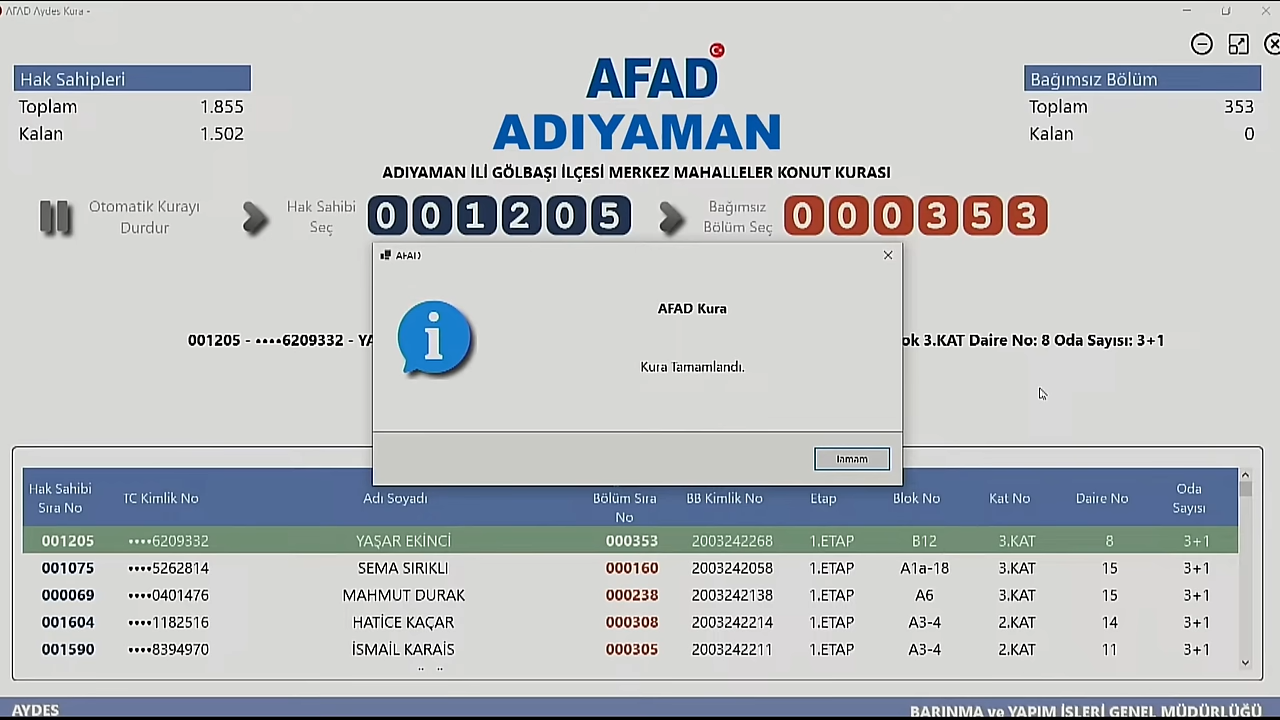 AFAD Aydes Kura -
Hak Sahipleri
Toplam 1.855
Kalan 1.502
AFAD
ADIYAMAN
Bağımsız Bölüm
Toplam 353
Kalan 0
ADIYAMAN İLİ GÖLBAŞI İLÇESİ MERKEZ MAHALLELER KONUT KURASI
Otomatik Kurayı
Durdur
Hak Sahibi
Seç
001205
Bağımsız
Bölüm Seç
000353
AFAD
AFAD Kura
Kura Tamamlandı.
Tamam
001205 - ••••6209332 - YA
ok 3.KAT Daire No: 8 Oda Sayısı: 3+1
Hak Sahibi Sıra No TC Kimlik No Adı Soyadı Bölüm Sıra No BB Kimlik No Etap Blok No Kat No Daire No Oda Sayısı
001205 ••••6209332 YAŞAR EKİNCİ 000353 2003242268 1.ETAP B12 3.KAT 8 3+1
001075 ••••5262814 SEMA SIRIKLI 000160 2003242058 1.ETAP A1a-18 3.KAT 15 3+1
000069 ••••0401476 MAHMUT DURAK 000238 2003242138 1.ETAP A6 3.KAT 15 3+1
001604 ••••1182516 HATİCE KAÇAR 000308 2003242214 1.ETAP A3-4 2.KAT 14 3+1
001590 ••••8394970 İSMAİL KARAİS 000305 2003242211 1.ETAP A3-4 2.KAT 11 3+1
AYDES
BARINMA ve YAPIM İŞLERİ GENEL MÜDÜRLÜĞÜ